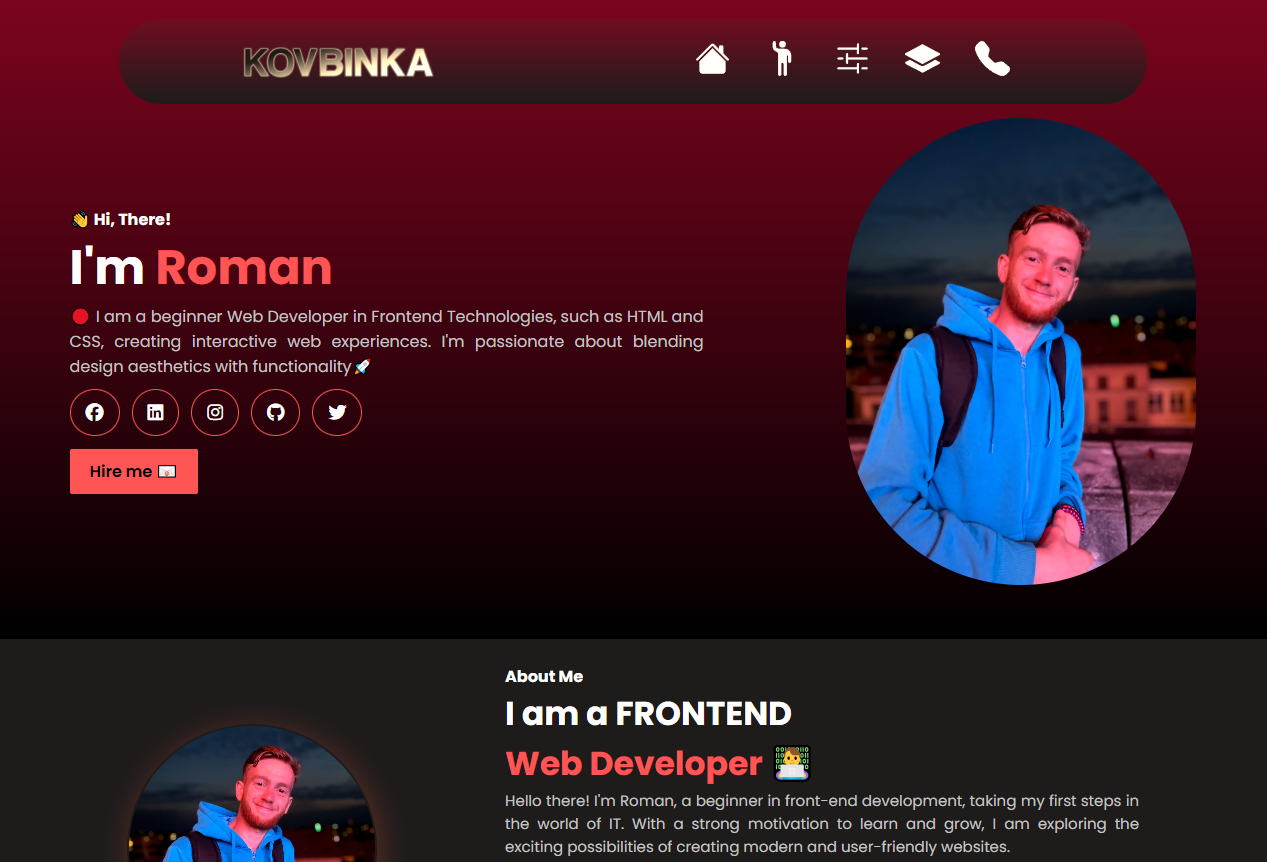 KOVBINKA
👋 Hi, There!
I'm Roman
🔴 I am a beginner Web Developer in Frontend Technologies, such as HTML and
CSS, creating interactive web experiences. I'm passionate about blending
design aesthetics with functionality🚀
Hire me 📨
About Me
I am a FRONTEND
Web Developer 👨‍💻
Hello there! I'm Roman, a beginner in front-end development, taking my first steps in
the world of IT. With a strong motivation to learn and grow, I am exploring the
exciting possibilities of creating modern and user-friendly websites.